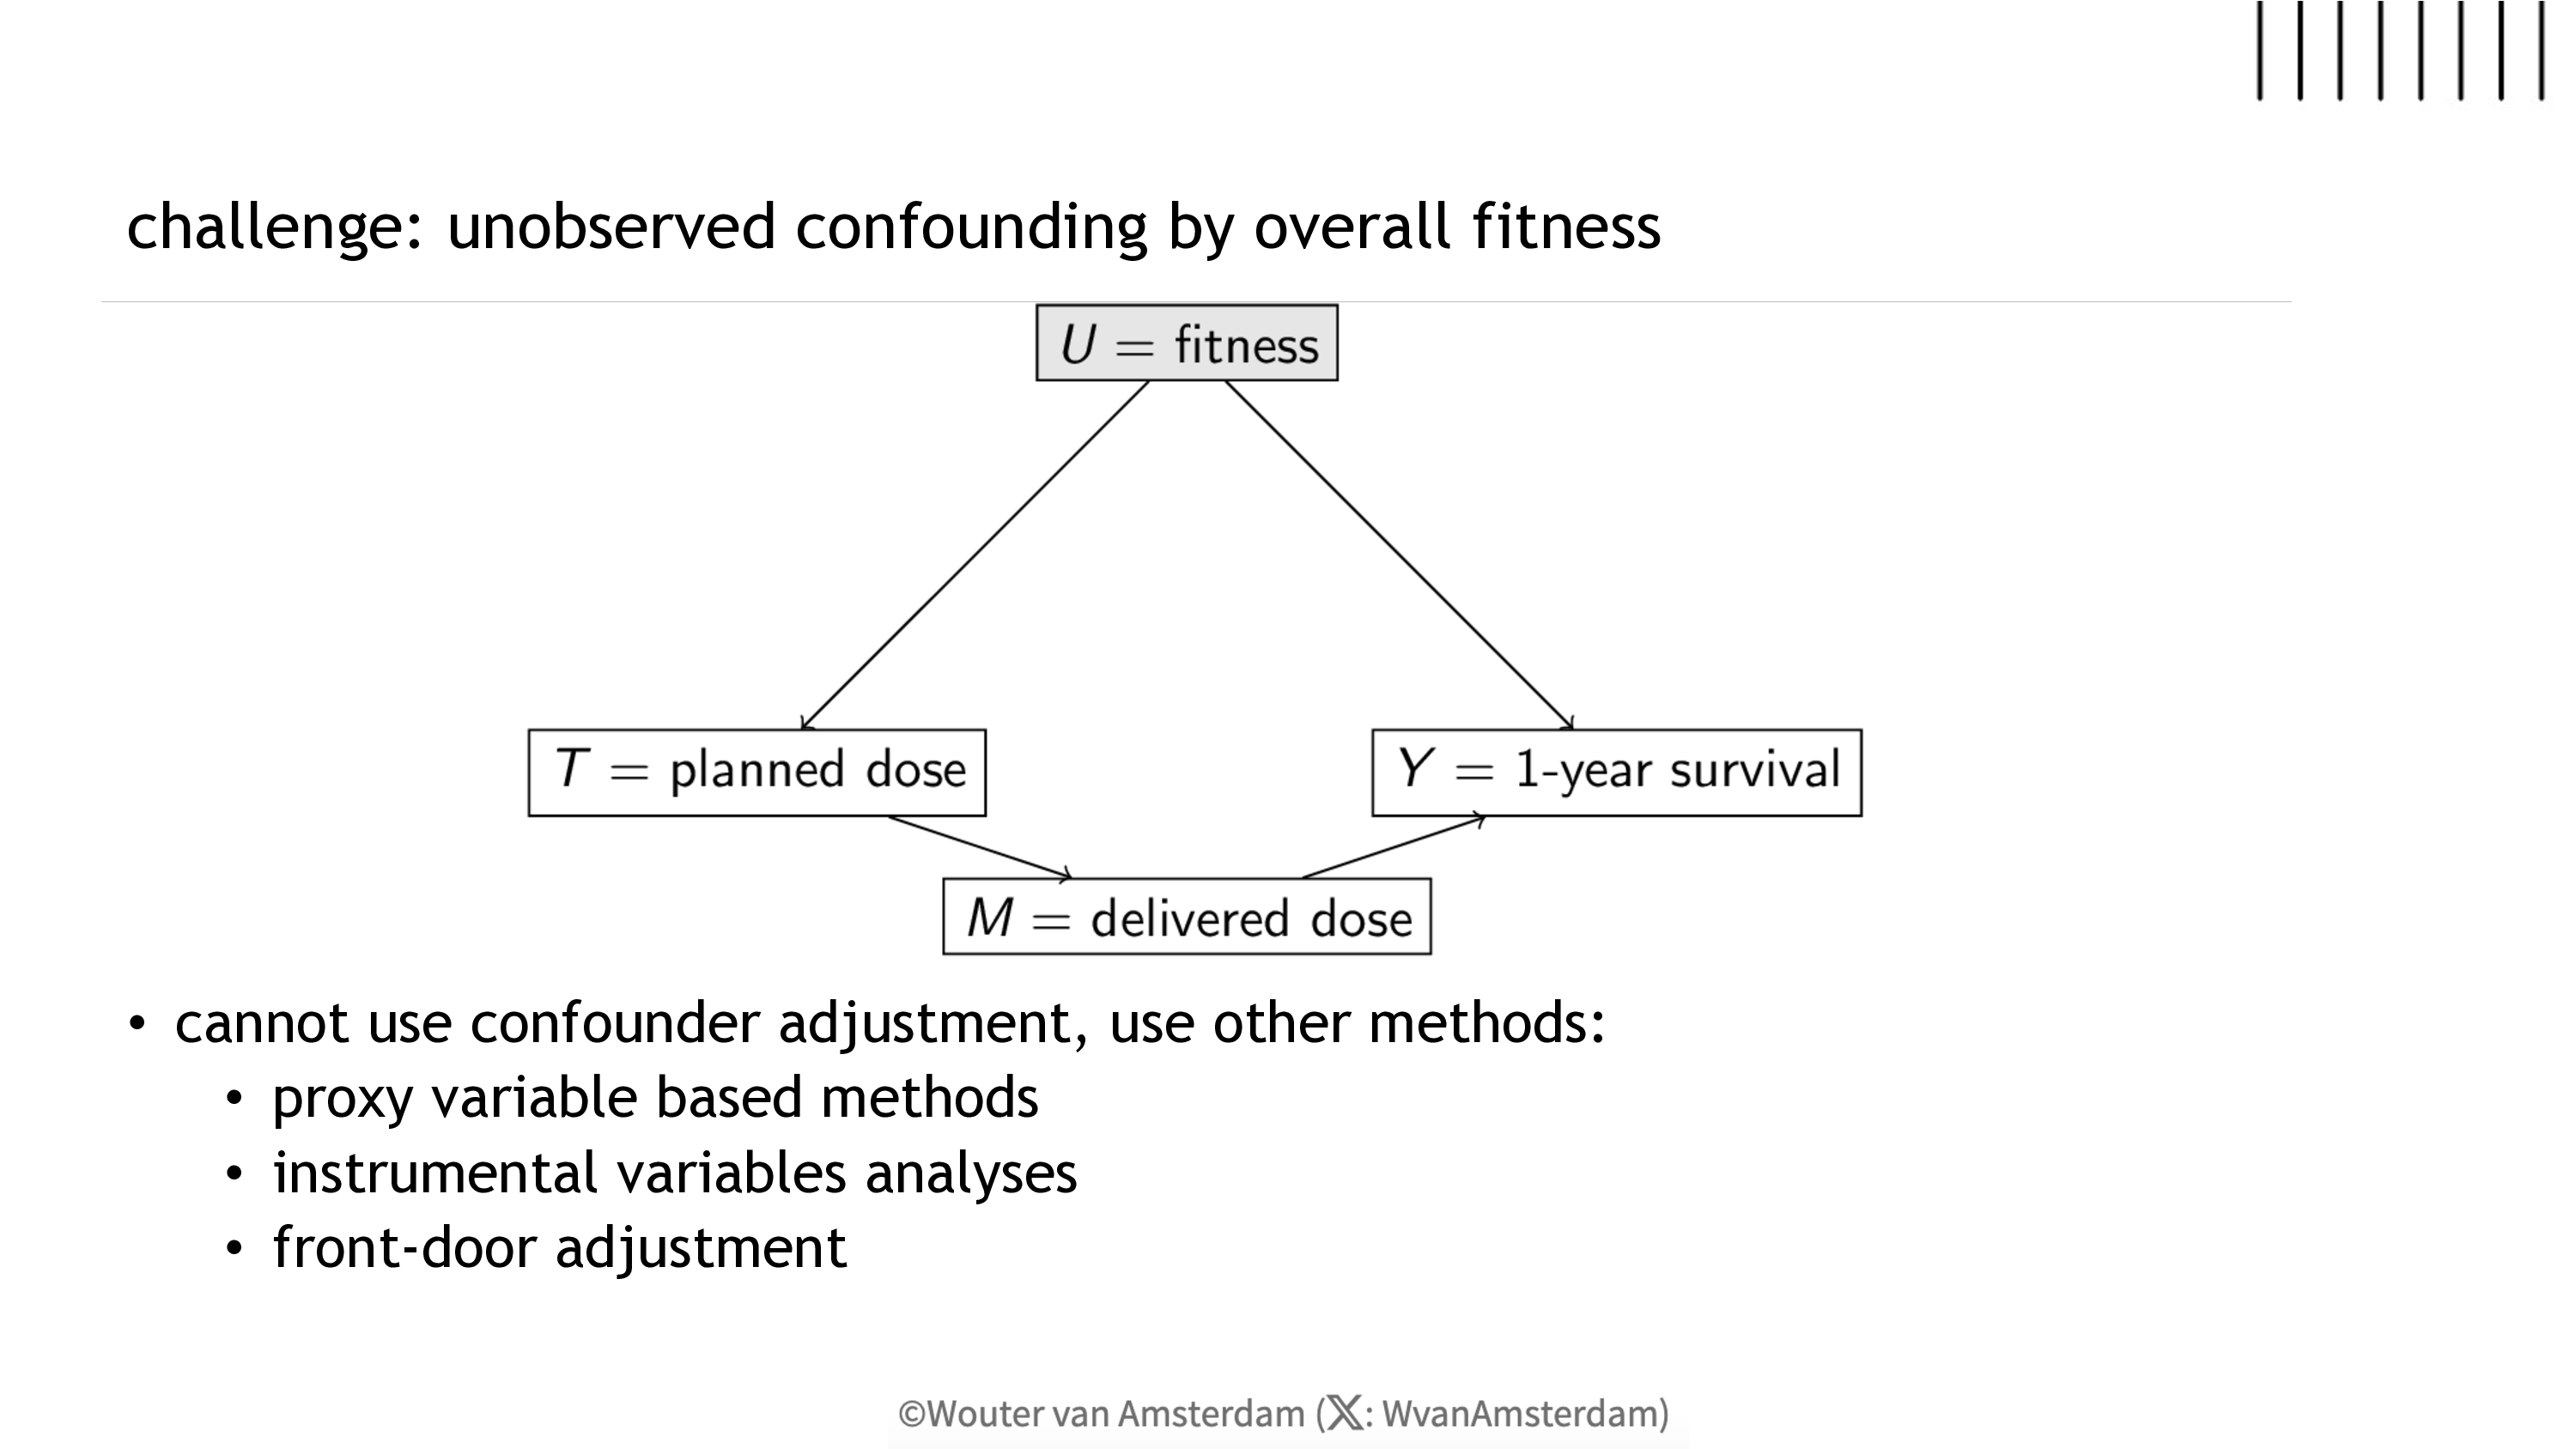 challenge: unobserved confounding by overall fitness
U = fitness
T = planned dose
Y = 1-year survival
M = delivered dose
• cannot use confounder adjustment, use other methods:
• proxy variable based methods
• instrumental variables analyses
• front-door adjustment
©Wouter van Amsterdam (𝕏: WvanAmsterdam)